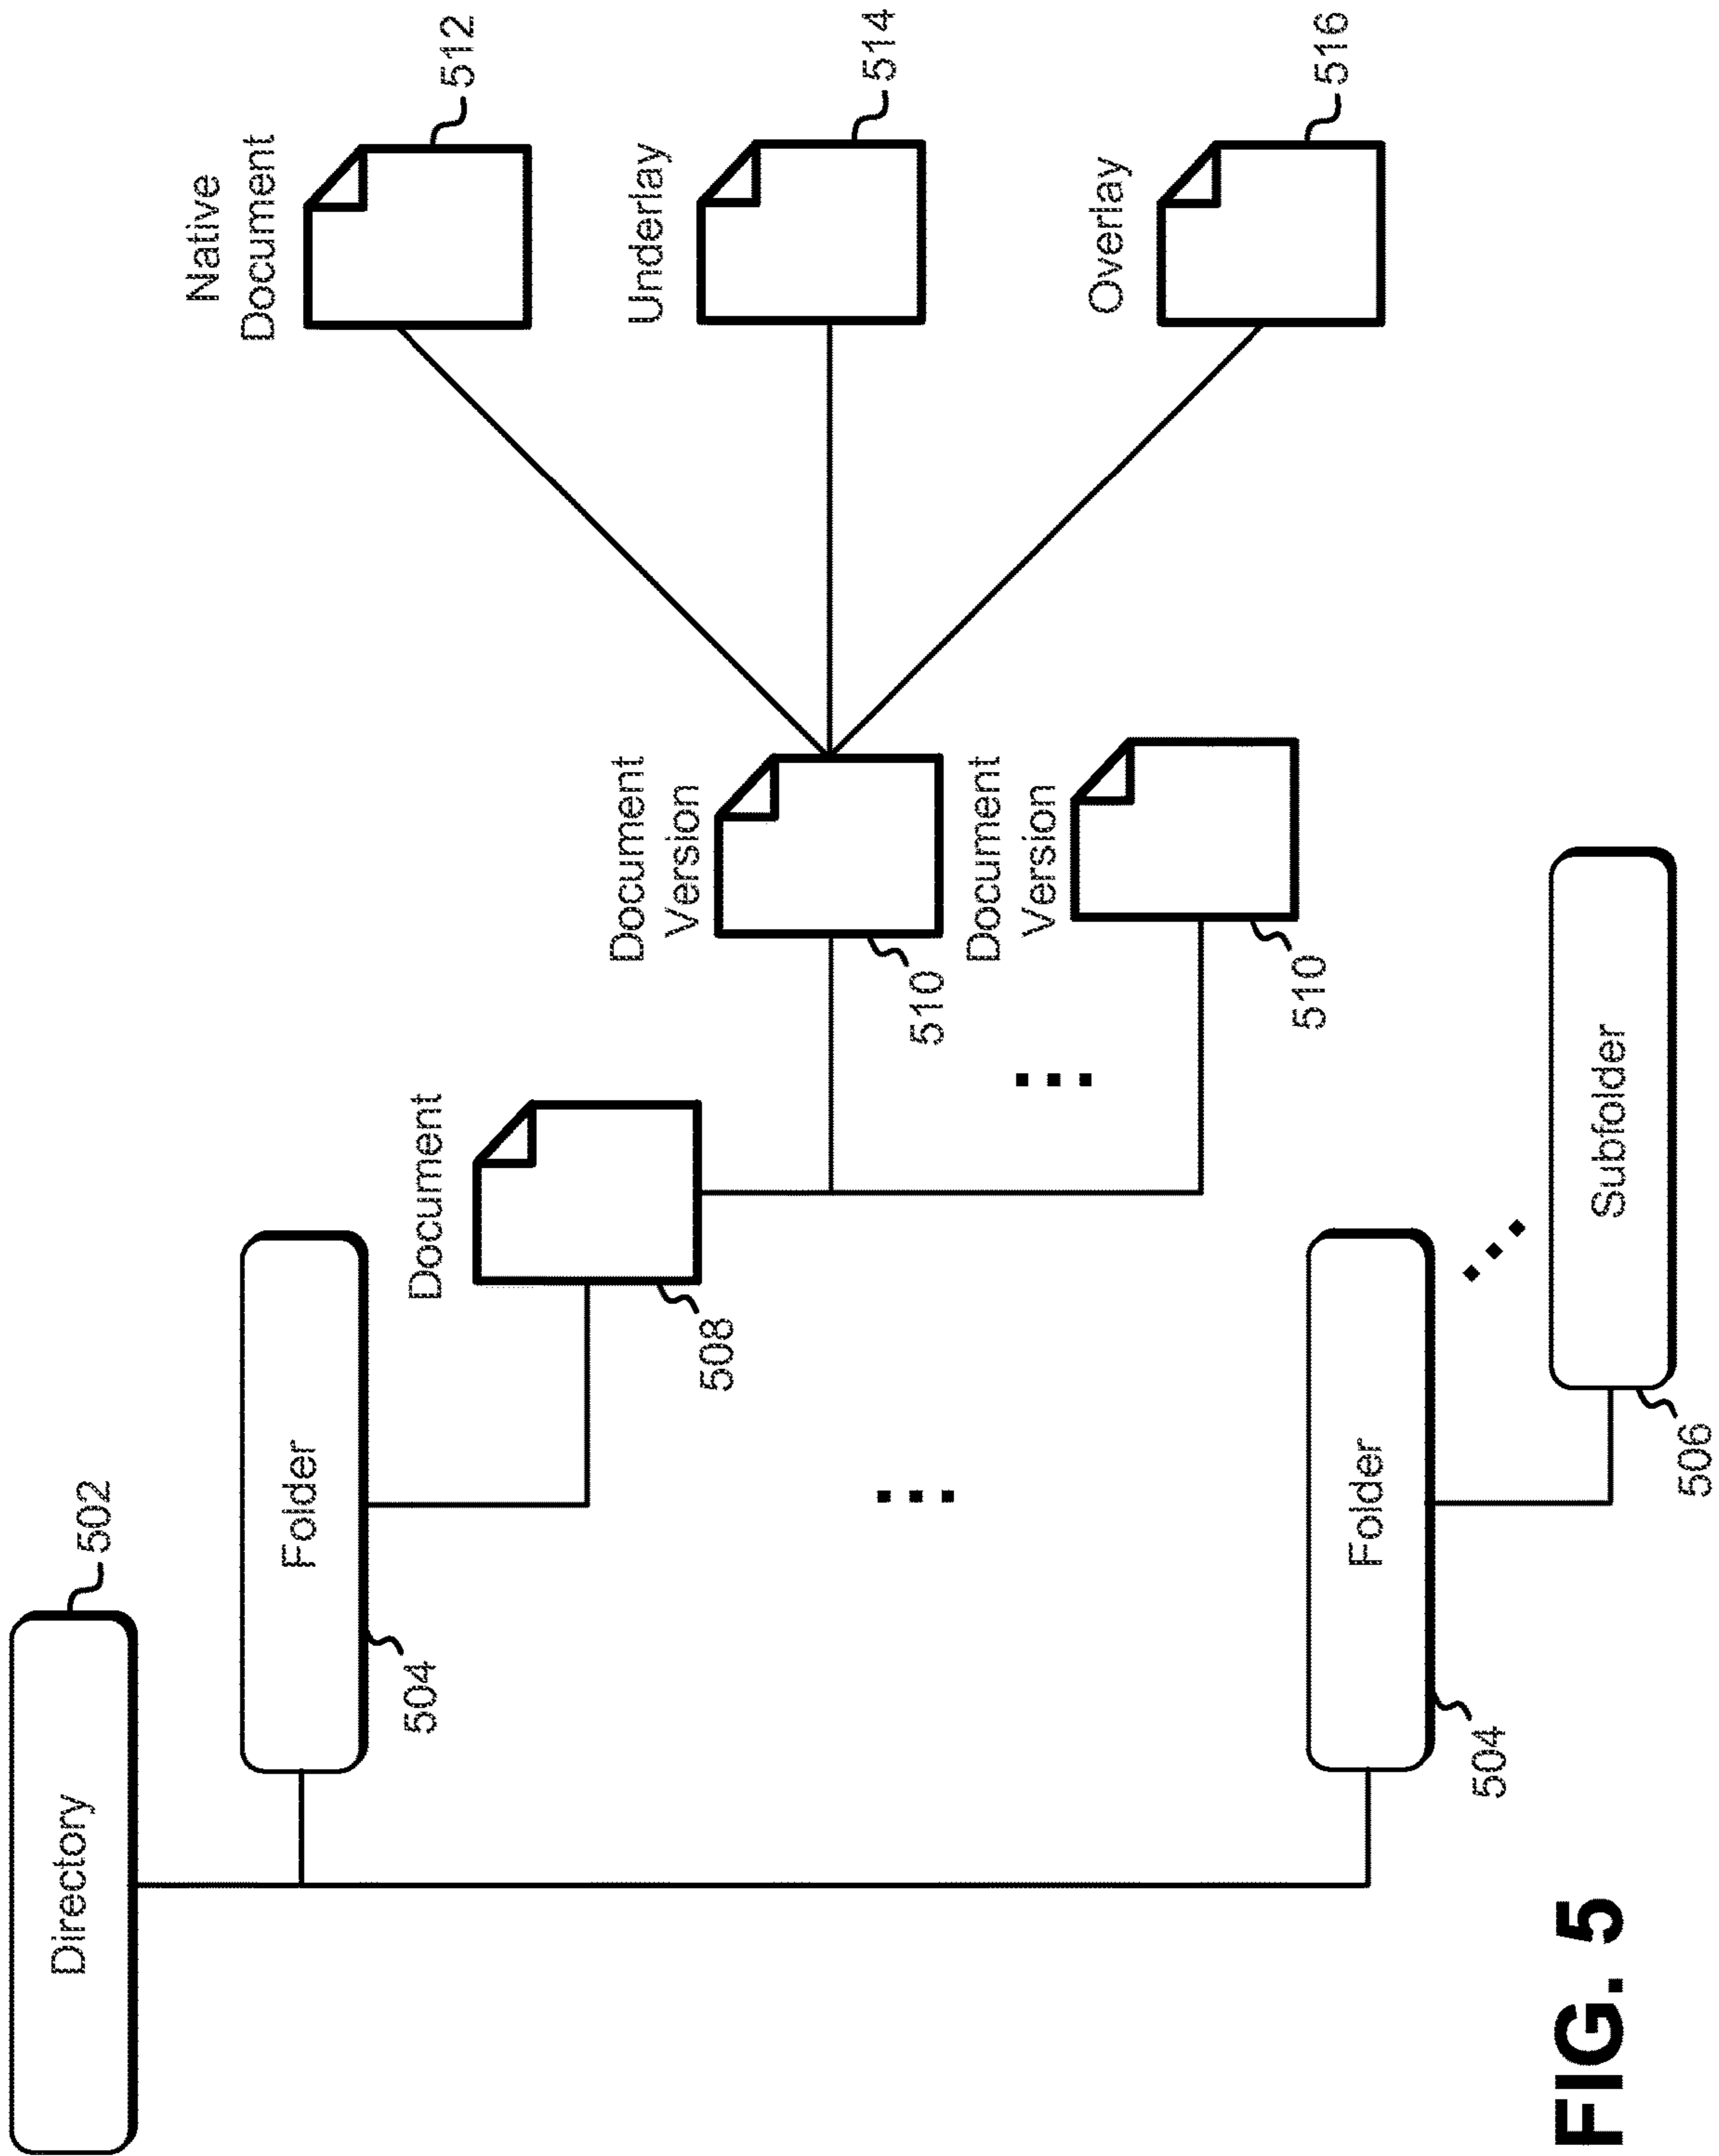 Directory
502
Folder
504
Document
508
Document
Version
510
Native
Document
512
Underlay
514
Document
Version
510
Overlay
516
Folder
504
Subfolder
506
FIG. 5